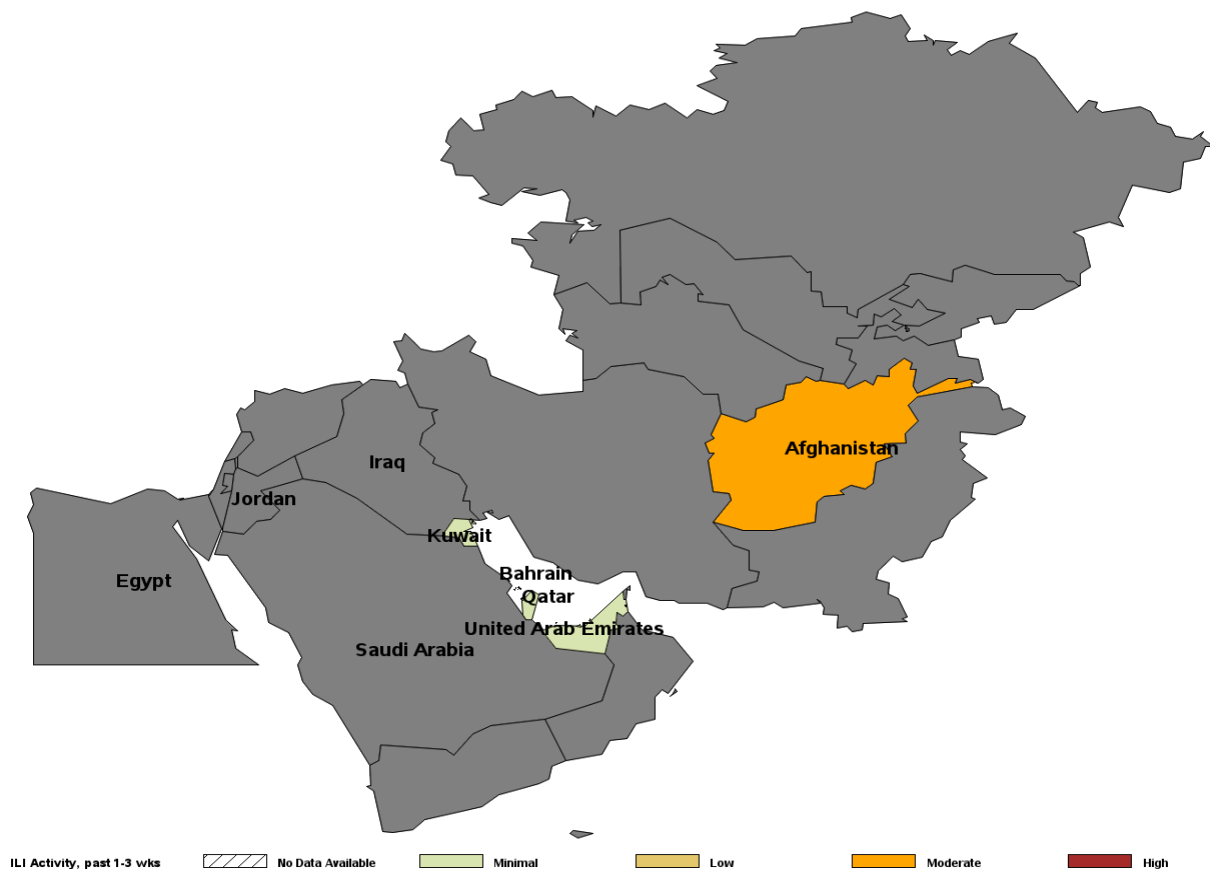 Afghanistan
Iraq
Jordan
Kuwait
Bahrain
Egypt
Qatar
United Arab Emirates
Saudi Arabia
ILI Activity, past 1-3 wks No Data Available Minimal Low Moderate High